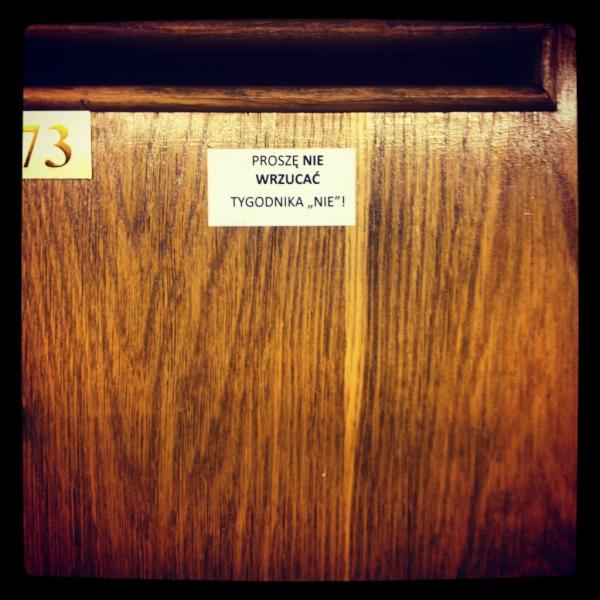 73
PROSZĘ NIE
WRZUCAĆ
TYGODNIKA „NIE”!